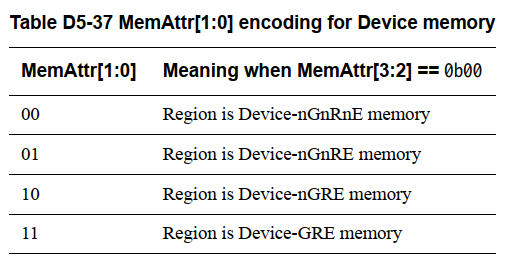 Table D5-37 MemAttr[1:0] encoding for Device memory
MemAttr[1:0] Meaning when MemAttr[3:2] == 0b00
00 Region is Device-nGnRnE memory
01 Region is Device-nGnRE memory
10 Region is Device-nGRE memory
11 Region is Device-GRE memory